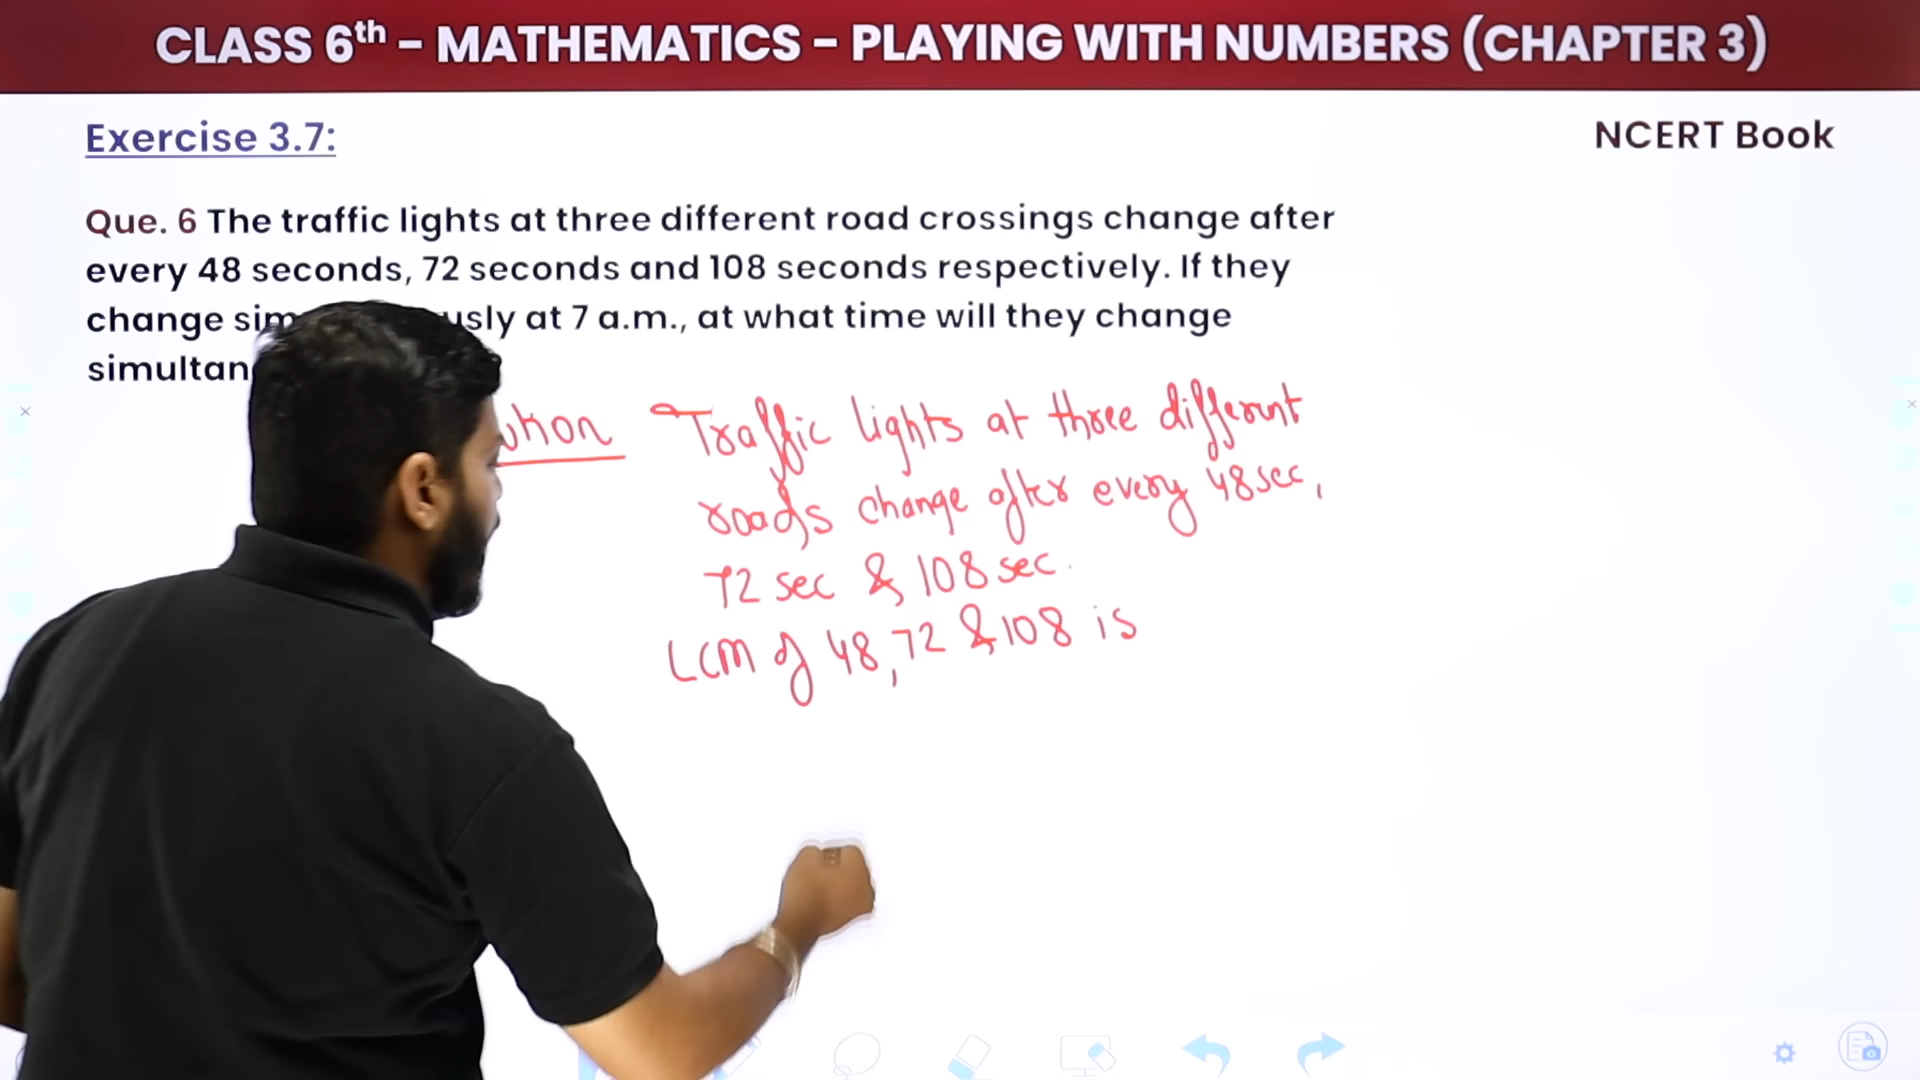 CLASS 6th – MATHEMATICS – PLAYING WITH NUMBERS (CHAPTER 3)
Exercise 3.7:
NCERT Book
Que. 6 The traffic lights at three different road crossings change after
every 48 seconds, 72 seconds and 108 seconds respectively. If they
change sim usly at 7 a.m., at what time will they change
simultan
Traffic lights at three different
roads change after every 48 sec,
72 sec & 108 sec.
LCM of 48, 72 & 108 is